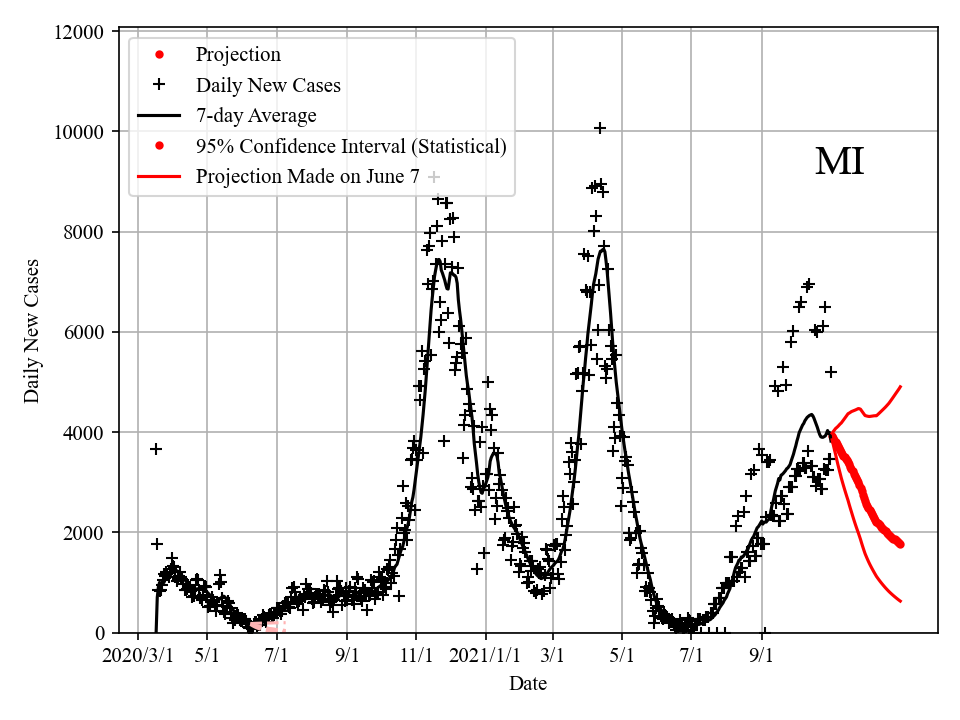 12000
10000
8000
6000
4000
2000
0
Daily New Cases
Projection
Daily New Cases
7-day Average
95% Confidence Interval (Statistical)
Projection Made on June 7
MI
2020/3/1 5/1 7/1 9/1 11/1 2021/1/1 3/1 5/1 7/1 9/1
Date